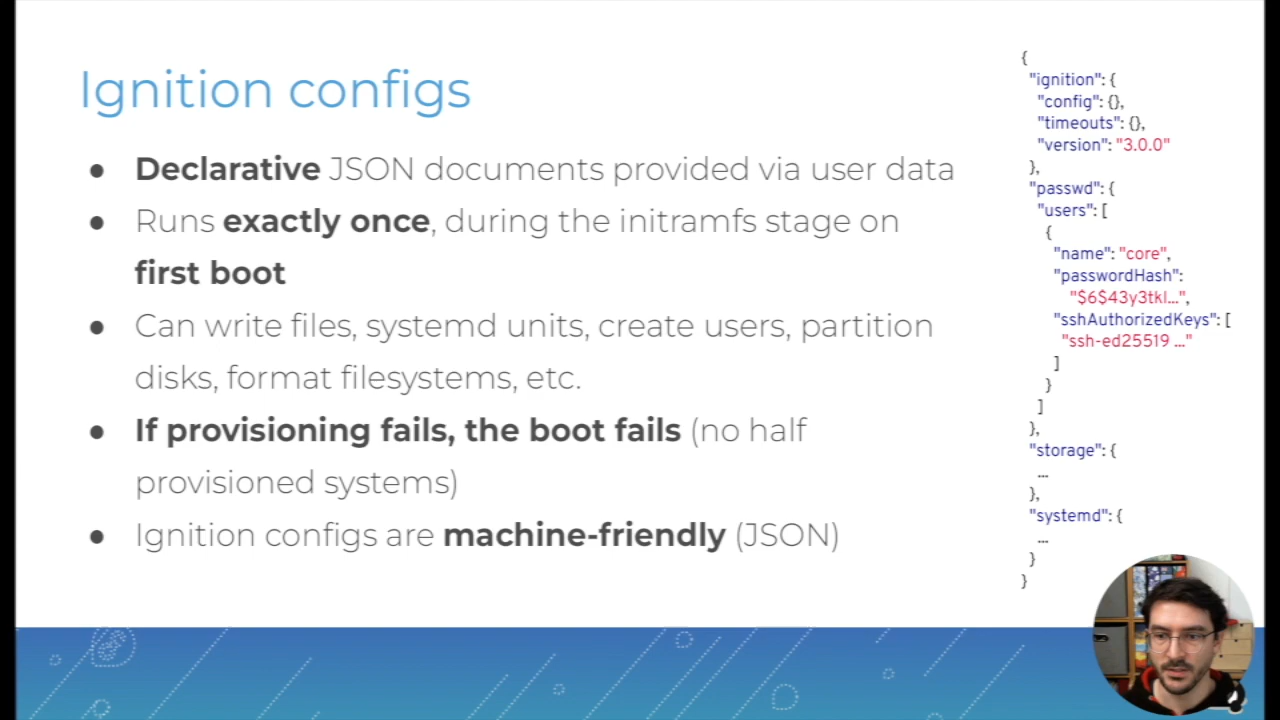 Ignition configs
● Declarative JSON documents provided via user data
● Runs exactly once, during the initramfs stage on
first boot
● Can write files, systemd units, create users, partition
disks, format filesystems, etc.
● If provisioning fails, the boot fails (no half
provisioned systems)
● Ignition configs are machine-friendly (JSON)
{
"ignition": {
"config": {},
"timeouts": {},
"version": "3.0.0"
},
"passwd": {
"users": [
{
"name": "core",
"passwordHash":
"$6$43y3tkl...",
"sshAuthorizedKeys": [
"ssh-ed25519 ..."
]
}
]
},
"storage": {
...
},
"systemd": {
...
}
}